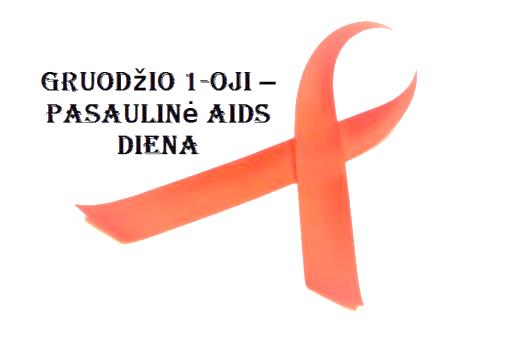 GRUODŽIO 1-OJI –
PASAULINĖ AIDS
DIENA